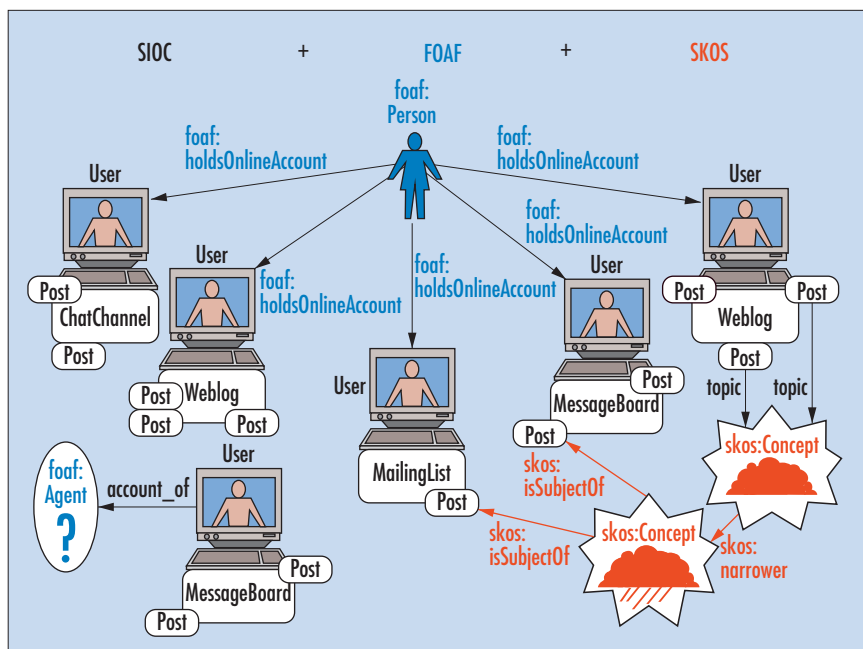 SIOC + FOAF + SKOS
foaf:
Person
foaf:
holdsOnlineAccount
foaf:
holdsOnlineAccount
User
User
foaf:
holdsOnlineAccount
User
foaf:
holdsOnlineAccount
foaf:
holdsOnlineAccount
User
Post
ChatChannel
Post
Post
Weblog
Post
Post
User
Post
MessageBoard
Post
Post
Post
Weblog
Post
topic
topic
MailingList
Post
skos:
isSubjectOf
skos:
isSubjectOf
skos:Concept
skos:Concept
skos:
narrower
foaf:
Agent
?
account_of
User
Post
MessageBoard
Post